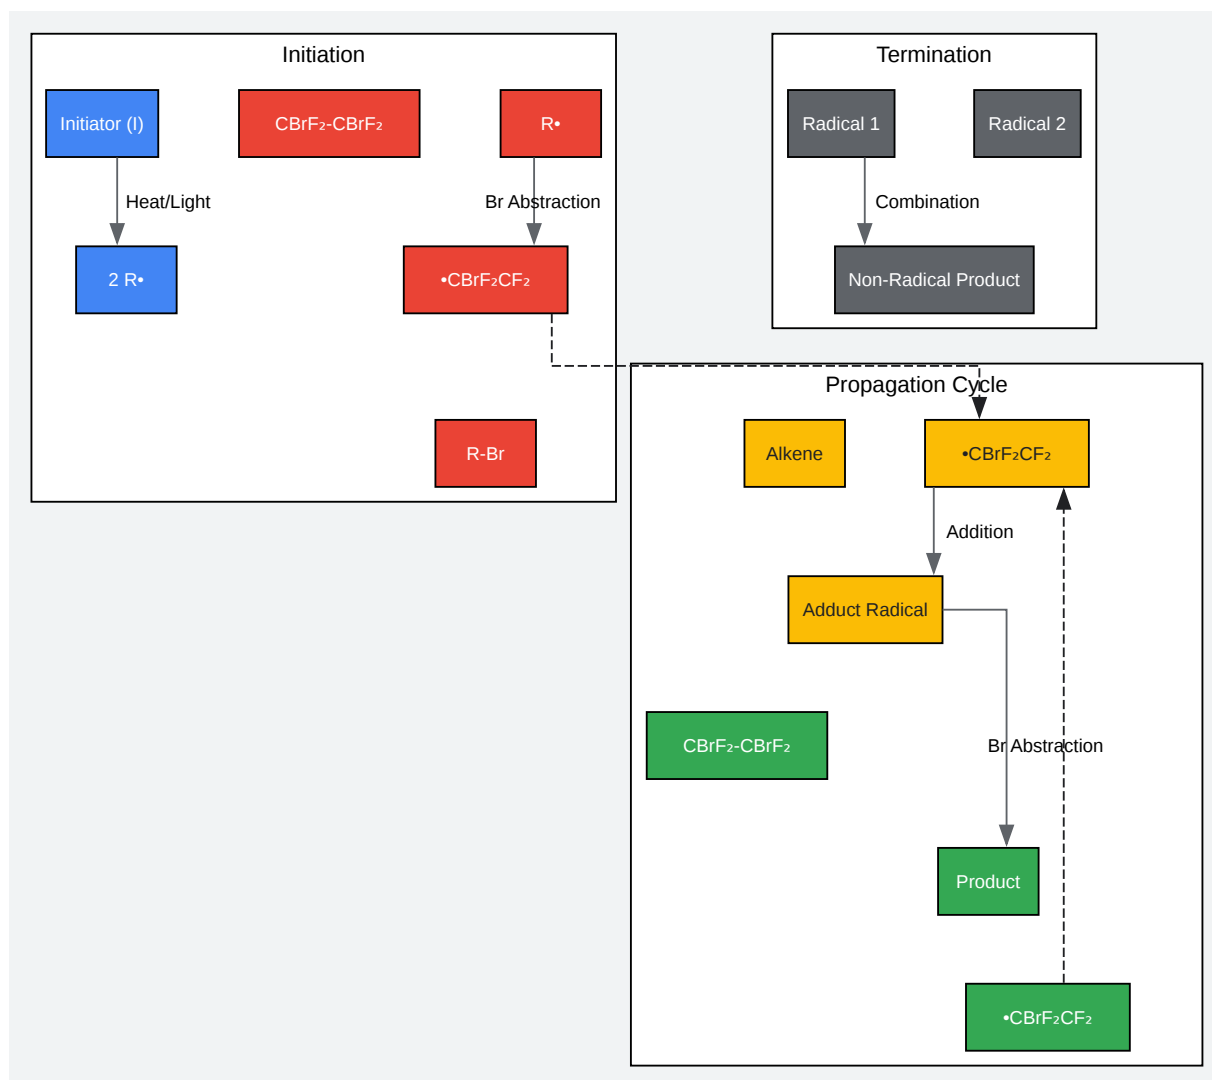 Initiation
Initiator (I)
CBrF₂-CBrF₂
R•
Heat/Light
Br Abstraction
2 R•
•CBrF₂CF₂
R-Br
Termination
Radical 1
Radical 2
Combination
Non-Radical Product
Propagation Cycle
Alkene
•CBrF₂CF₂
Addition
Adduct Radical
CBrF₂-CBrF₂
Br Abstraction
Product
•CBrF₂CF₂